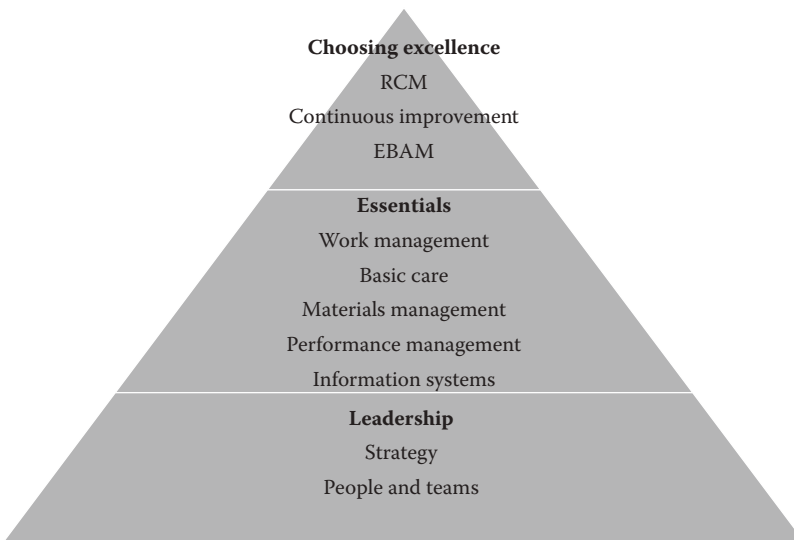 Choosing excellence
RCM
Continuous improvement
EBAM
Essentials
Work management
Basic care
Materials management
Performance management
Information systems
Leadership
Strategy
People and teams